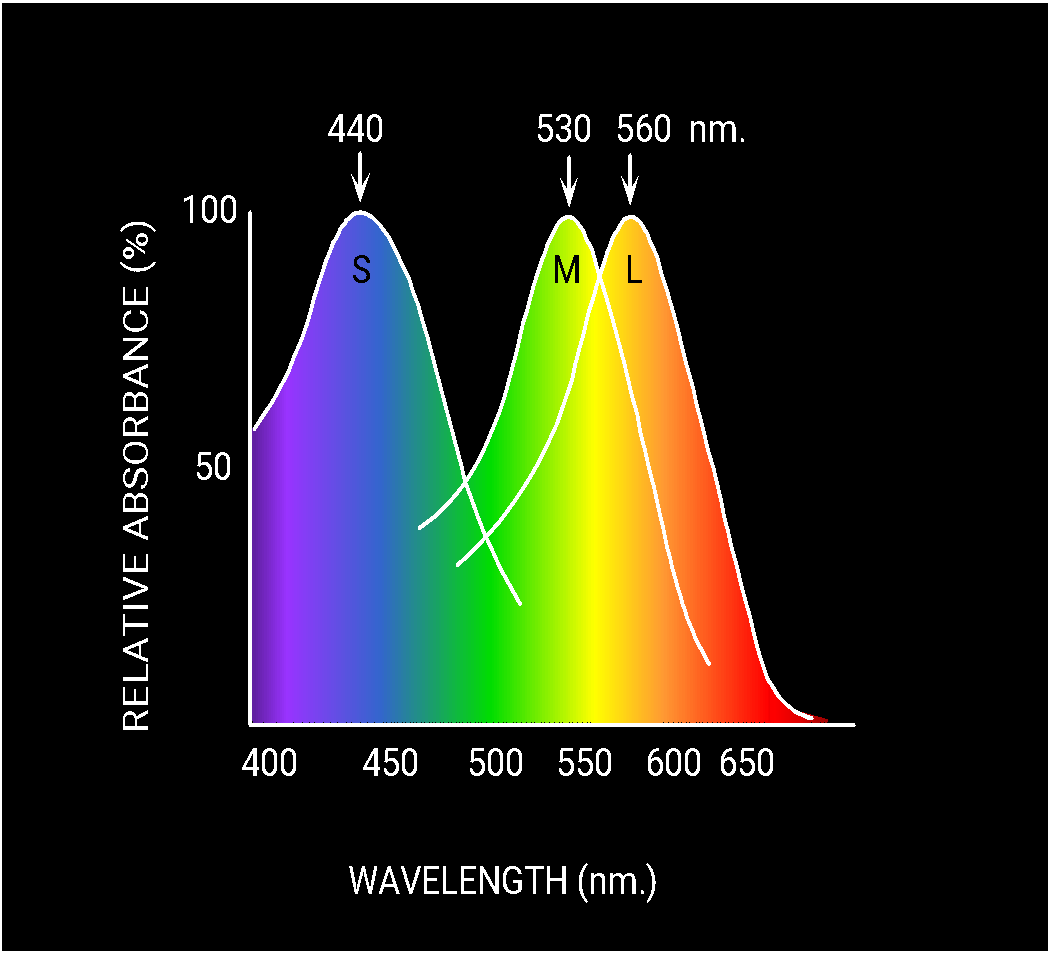 440 530 560 nm.
100
S M L
50
RELATIVE ABSORBANCE (%)
400 450 500 550 600 650
WAVELENGTH (nm.)